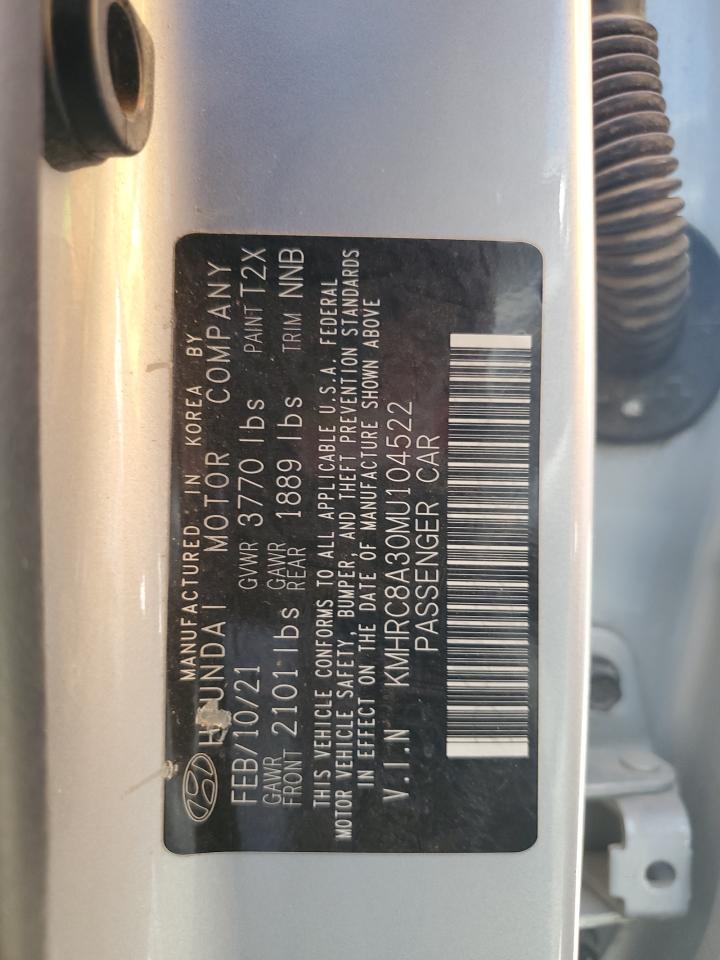 MANUFACTURED IN KOREA BY
HYUNDAI MOTOR COMPANY
FEB/10/21 GVWR 3770 lbs PAINT T2X
GAWR FRONT 2101 lbs GAWR REAR 1889 lbs TRIM NNB
THIS VEHICLE CONFORMS TO ALL APPLICABLE U.S.A. FEDERAL
MOTOR VEHICLE SAFETY, BUMPER, AND THEFT PREVENTION STANDARDS
IN EFFECT ON THE DATE OF MANUFACTURE SHOWN ABOVE
V.I.N KMHRC8A30MU104522
PASSENGER CAR